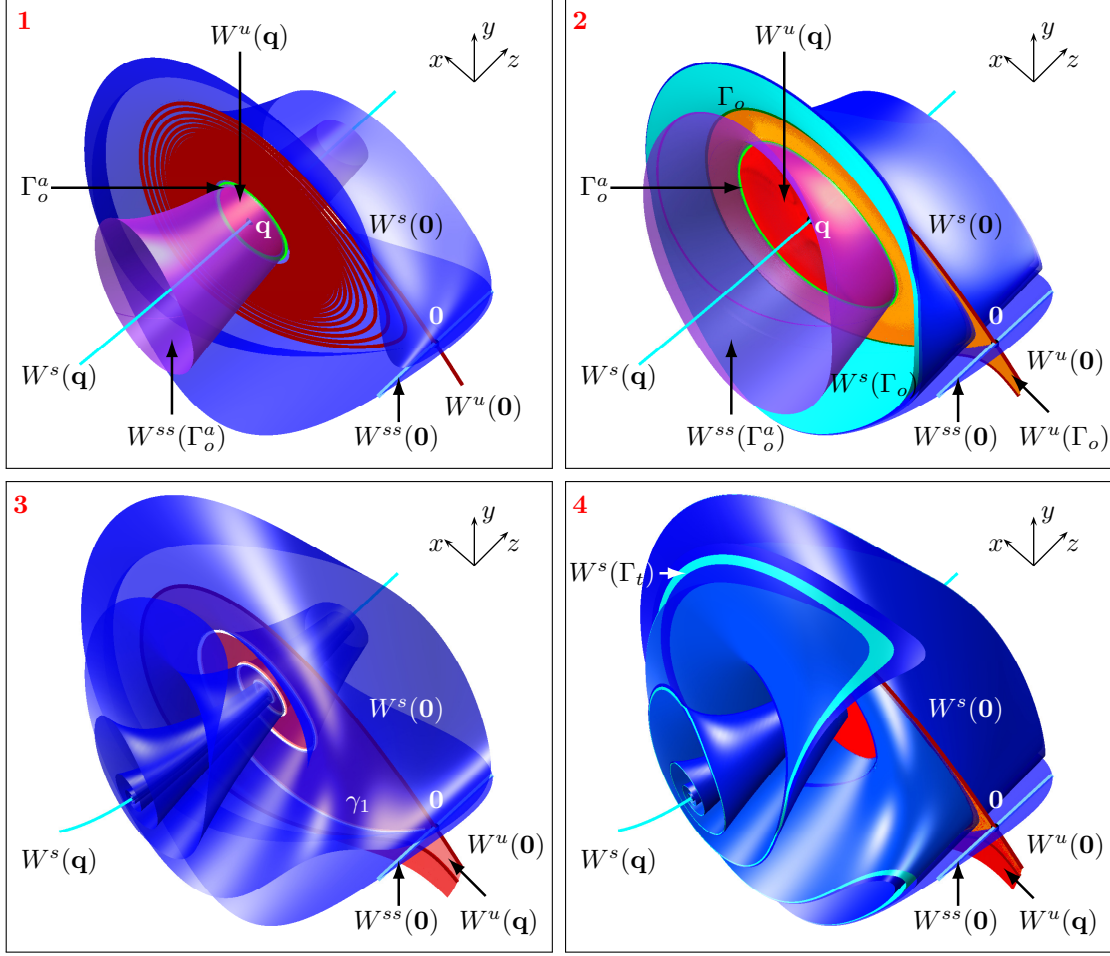 1
W^u(q)
y
x
z
Γ_o^a
q
W^s(0)
0
W^s(q)
W^{ss}(Γ_o^a)
W^{ss}(0)
W^u(0)
2
W^u(q)
y
x
z
Γ_o
Γ_o^a
q
W^s(0)
0
W^s(q)
W^s(Γ_o)
W^u(0)
W^{ss}(Γ_o^a)
W^{ss}(0)
W^u(Γ_o)
3
y
x
z
W^s(0)
γ_1
0
W^s(q)
W^u(0)
W^{ss}(0)
W^u(q)
4
y
x
z
W^s(Γ_t)
W^s(0)
0
W^s(q)
W^u(0)
W^{ss}(0)
W^u(q)